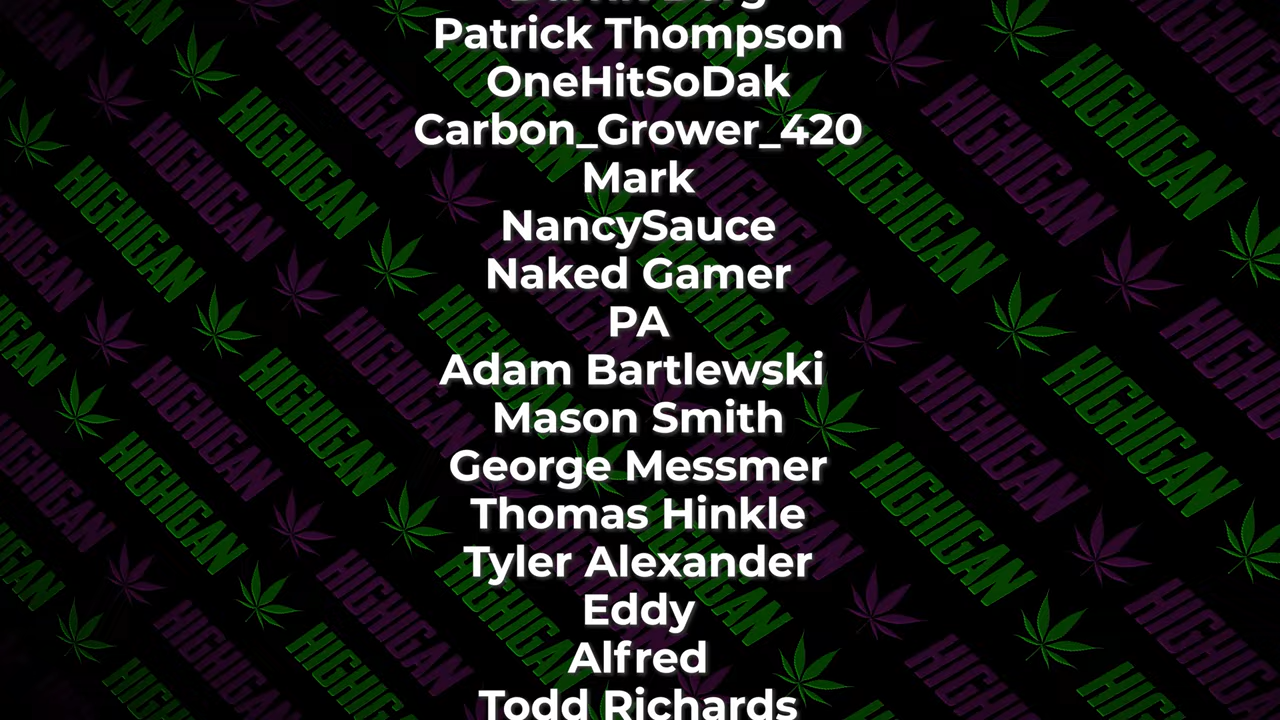 Patrick Thompson
OneHitSoDak
Carbon_Grower_420
Mark
NancySauce
Naked Gamer
PA
Adam Bartlewski
Mason Smith
George Messmer
Thomas Hinkle
Tyler Alexander
Eddy
Alfred
Todd Richards
HIGHIGAN